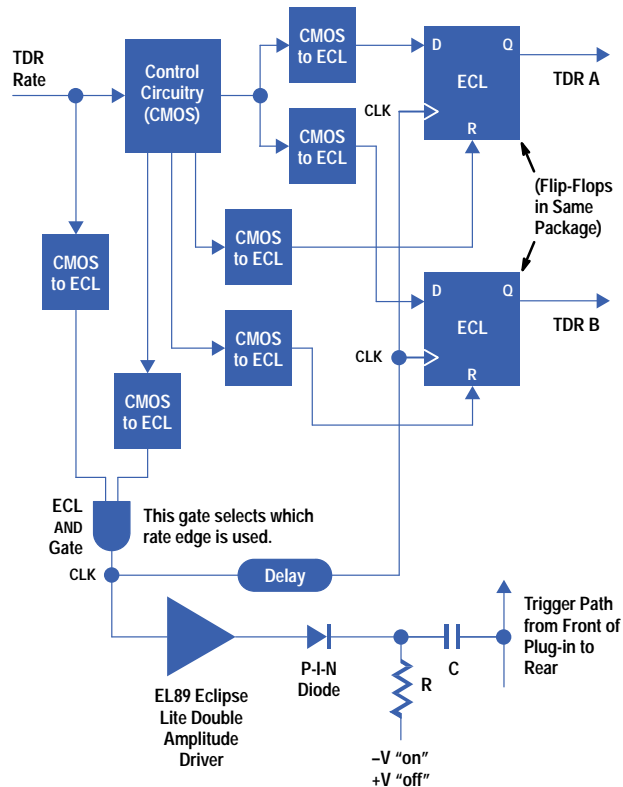 TDR
Rate
Control
Circuitry
(CMOS)
CMOS
to ECL
D
Q
ECL
CLK
R
TDR A
CMOS
to ECL
(Flip-Flops
in Same
Package)
CMOS
to ECL
CMOS
to ECL
D
Q
ECL
CLK
R
TDR B
CMOS
to ECL
CMOS
to ECL
ECL
AND
Gate
This gate selects which
rate edge is used.
CLK
Delay
EL89 Eclipse
Lite Double
Amplitude
Driver
P-I-N
Diode
R
C
Trigger Path
from Front of
Plug-in to
Rear
–V “on”
+V “off”